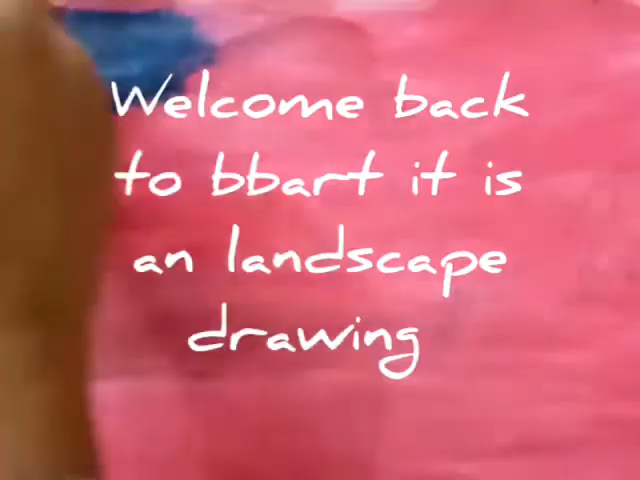 Welcome back
to bbart it is
an landscape
drawing